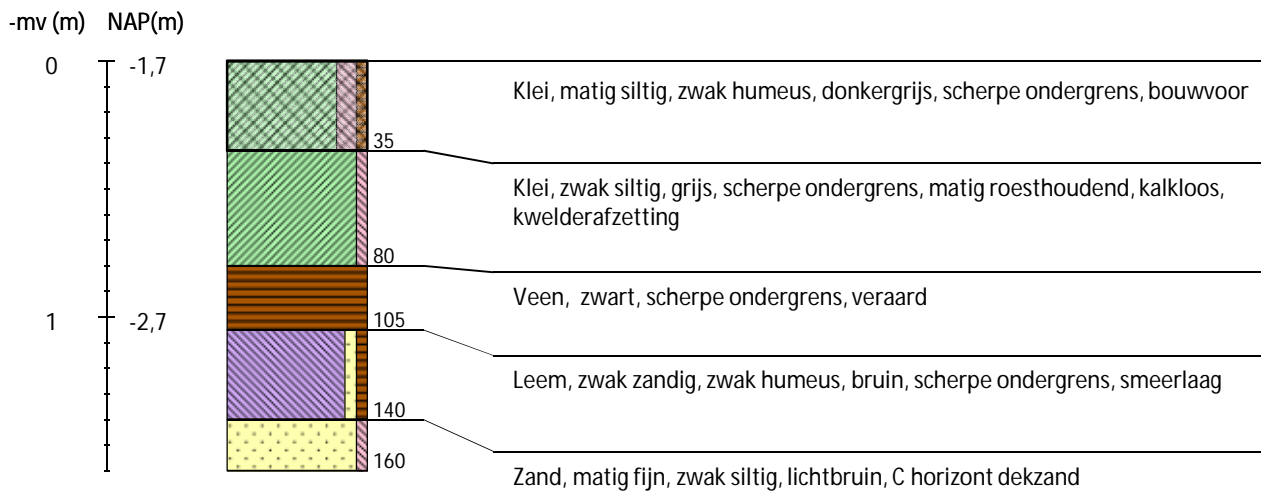 -mv (m) NAP(m)
0 -1,7
Klei, matig siltig, zwak humeus, donkergrijs, scherpe ondergrens, bouwvoor
35
Klei, zwak siltig, grijs, scherpe ondergrens, matig roesthoudend, kalkloos,
kwelderafzetting
80
Veen, zwart, scherpe ondergrens, veraard
1 -2,7
105
Leem, zwak zandig, zwak humeus, bruin, scherpe ondergrens, smeerlaag
140
160
Zand, matig fijn, zwak siltig, lichtbruin, C horizont dekzand